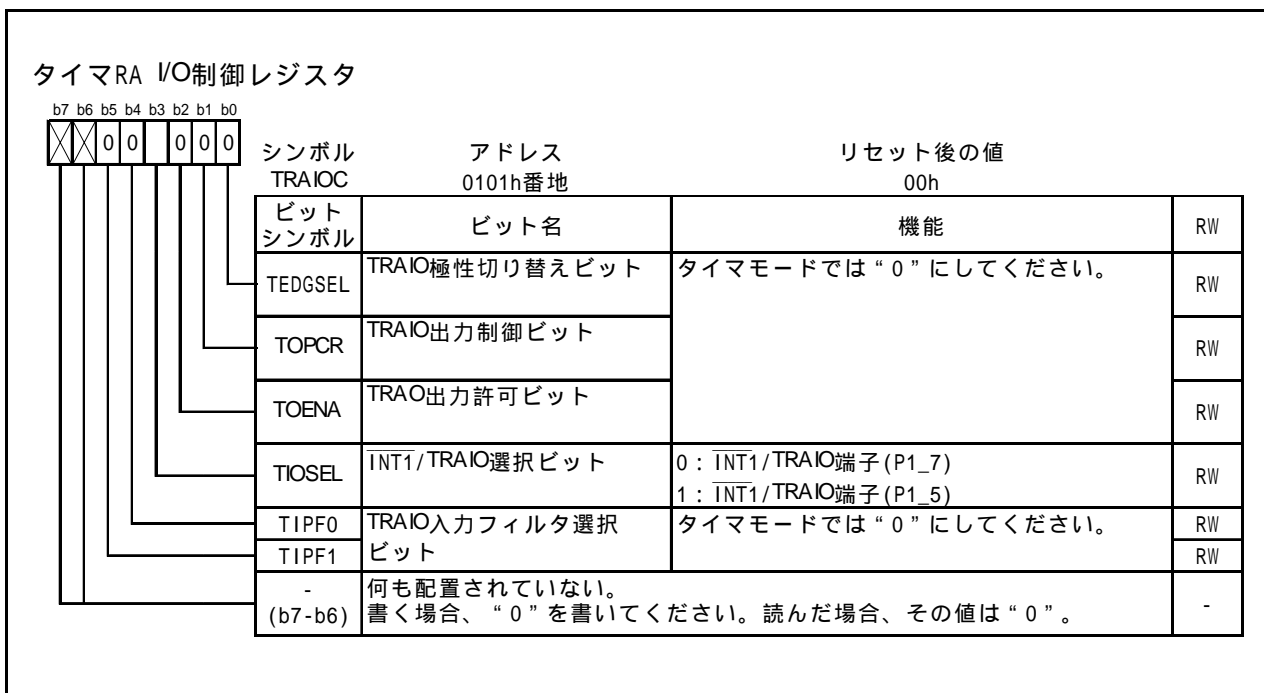 タイマRA I/O制御レジスタ
b7 b6 b5 b4 b3 b2 b1 b0
0 0 0 0 0
シンボル アドレス リセット後の値
TRAIOC 0101h番地 00h
ビット
シンボル ビット名 機能 RW
TEDGSEL TRAIO極性切り替えビット タイマモードでは“0”にしてください。 RW
TOPCR TRAIO出力制御ビット RW
TOENA TRAO出力許可ビット RW
TIOSEL INT1/TRAIO選択ビット 0:INT1/TRAIO端子(P1_7) RW
1:INT1/TRAIO端子(P1_5)
TIPF0 TRAIO入力フィルタ選択 タイマモードでは“0”にしてください。 RW
TIPF1 ビット RW
- 何も配置されていない。
(b7-b6) 書く場合、“0”を書いてください。読んだ場合、その値は“0”。 -